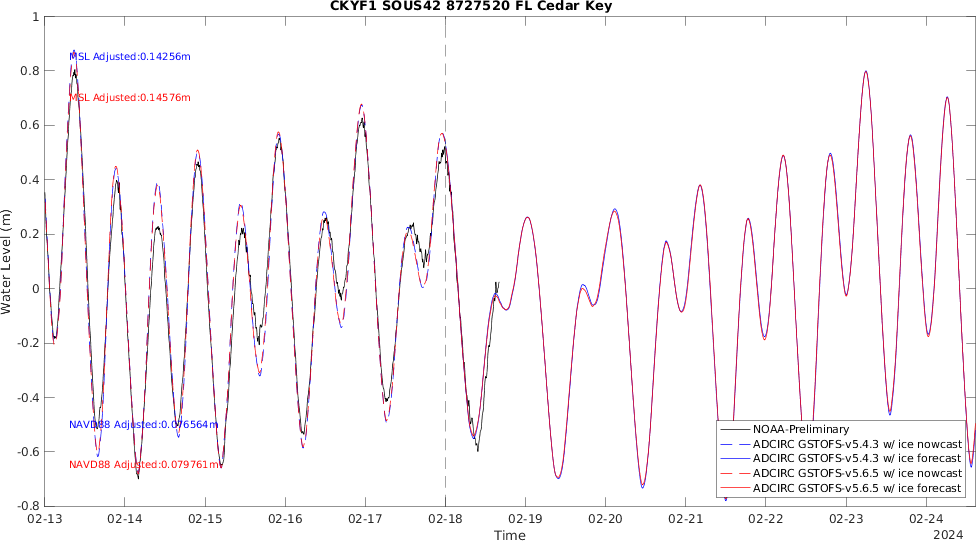 CKYF1 SOUS42 8727520 FL Cedar Key
1
0.8
0.6
0.4
0.2
0
-0.2
-0.4
-0.6
-0.8
Water Level (m)
MSL Adjusted:0.14256m
MSL Adjusted:0.14576m
NAVD88 Adjusted:0.076564m
NAVD88 Adjusted:0.079761m
NOAA-Preliminary
ADCIRC GSTOFS-v5.4.3 w/ ice nowcast
ADCIRC GSTOFS-v5.4.3 w/ ice forecast
ADCIRC GSTOFS-v5.6.5 w/ ice nowcast
ADCIRC GSTOFS-v5.6.5 w/ ice forecast
02-13 02-14 02-15 02-16 02-17 02-18 02-19 02-20 02-21 02-22 02-23 02-24
Time
2024